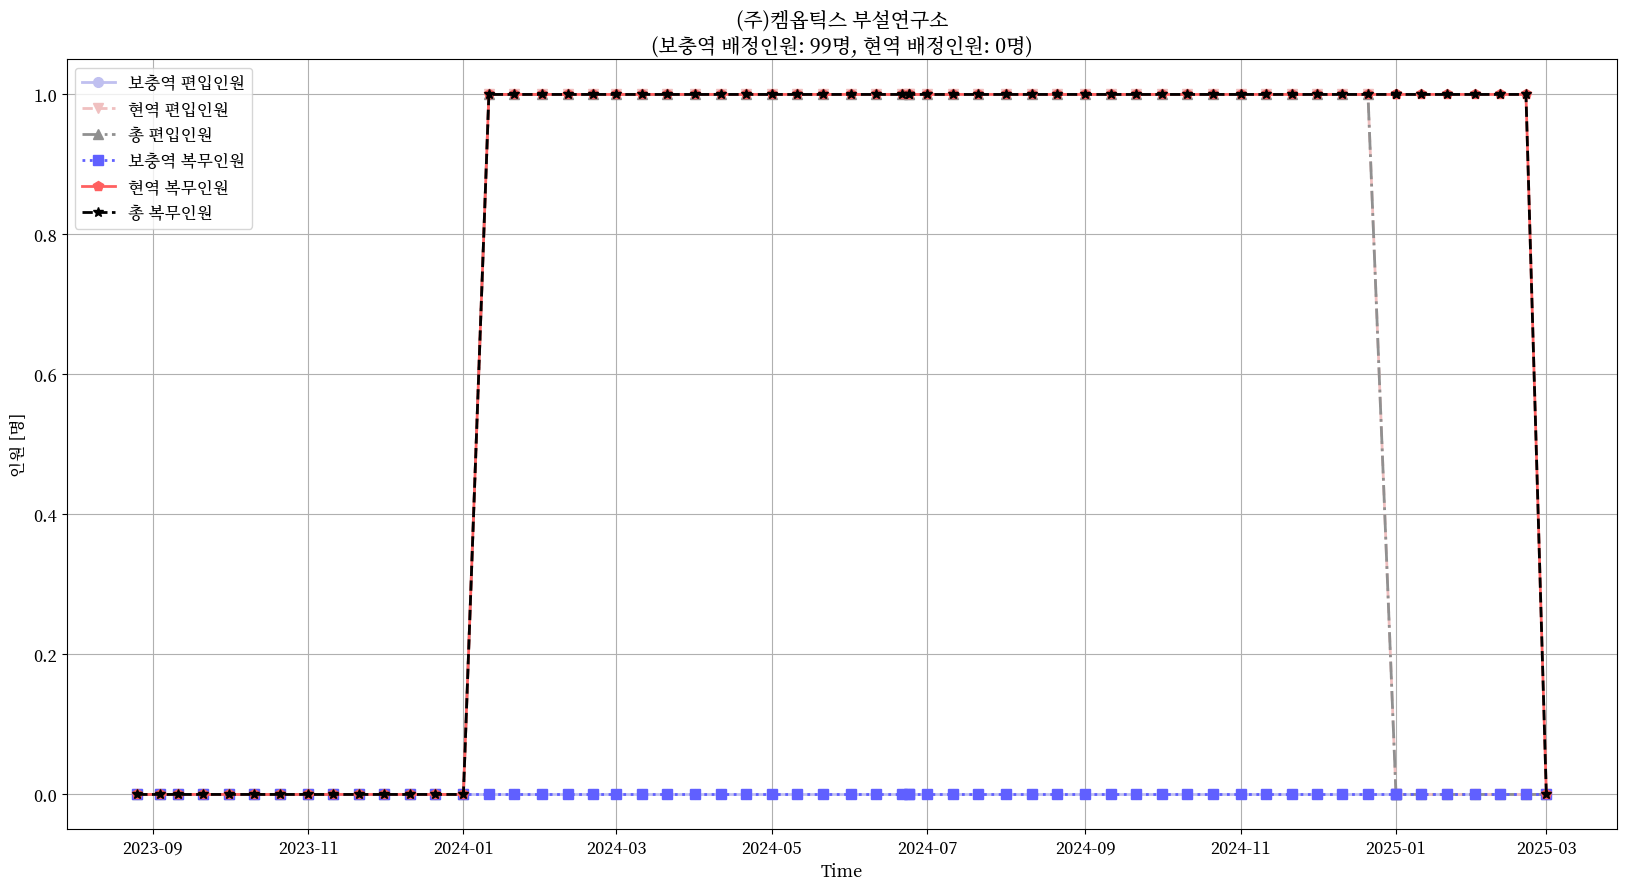 (주)켐옵틱스 부설연구소
(보충역 배정인원: 99명, 현역 배정인원: 0명)
보충역 편입인원
현역 편입인원
총 편입인원
보충역 복무인원
현역 복무인원
총 복무인원
1.0
0.8
0.6
0.4
0.2
0.0
인원 [명]
2023-09 2023-11 2024-01 2024-03 2024-05 2024-07 2024-09 2024-11 2025-01 2025-03
Time